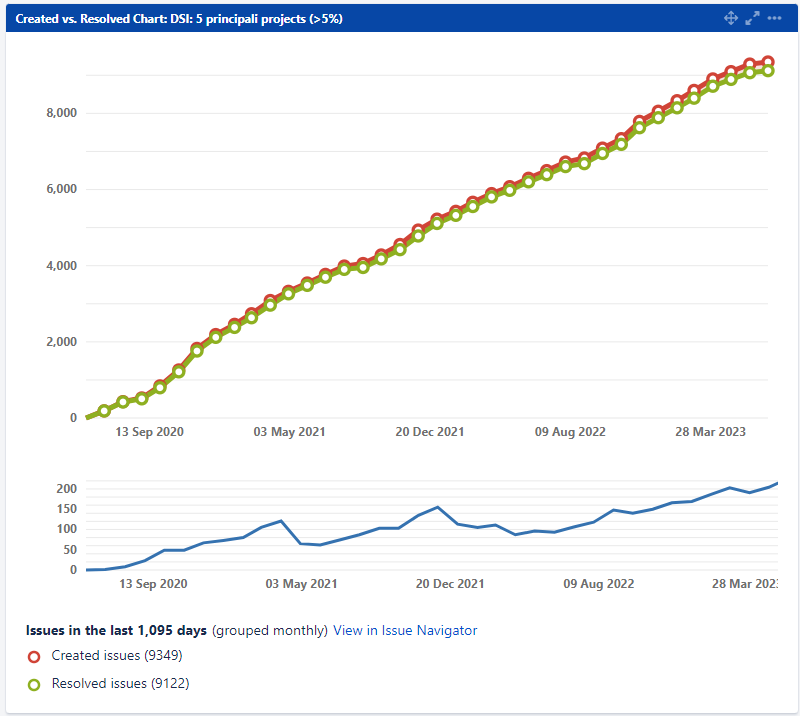 Created vs. Resolved Chart: DSI: 5 principali projects (>5%)
8,000
6,000
4,000
2,000
0
13 Sep 2020 03 May 2021 20 Dec 2021 09 Aug 2022 28 Mar 2023
200
150
100
50
0
13 Sep 2020 03 May 2021 20 Dec 2021 09 Aug 2022 28 Mar 2023
Issues in the last 1,095 days (grouped monthly) View in Issue Navigator
Created issues (9349)
Resolved issues (9122)